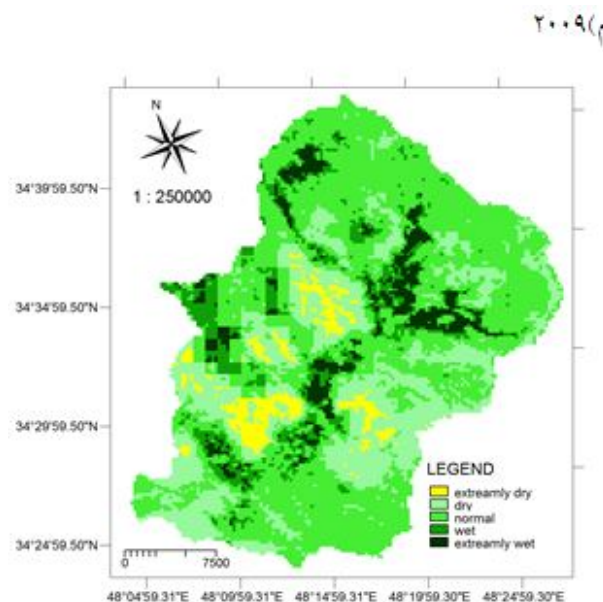 ۲۰۰۹(م
N
1 : 250000
34°39'59.50"N
34°34'59.50"N
34°29'59.50"N
34°24'59.50"N
LEGEND
extreamly dry
dry
normal
wet
extreamly wet
0 7500
48°04'59.31"E 48°09'59.31"E 48°14'59.31"E 48°19'59.30"E 48°24'59.30"E